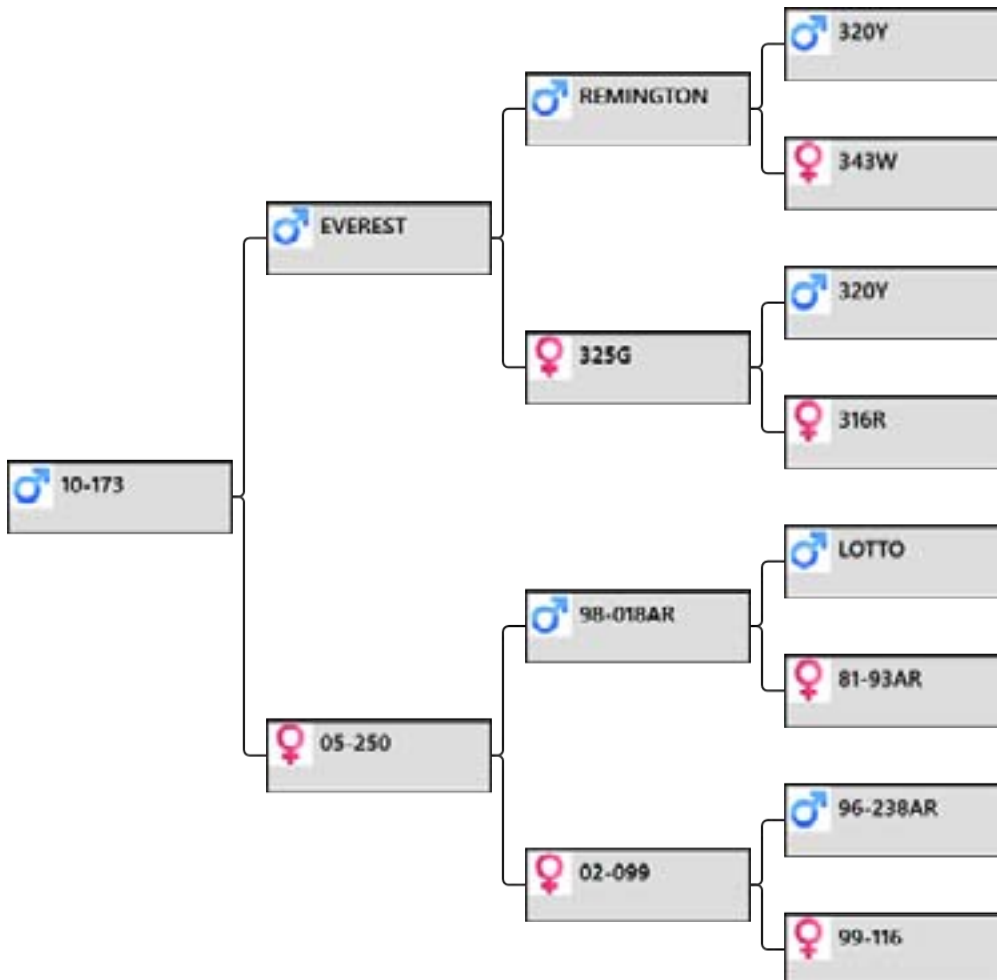 320Y
REMINGTON
343W
EVEREST
320Y
325G
316R
10-173
LOTTO
98-018AR
81-93AR
05-250
96-238AR
02-099
99-116